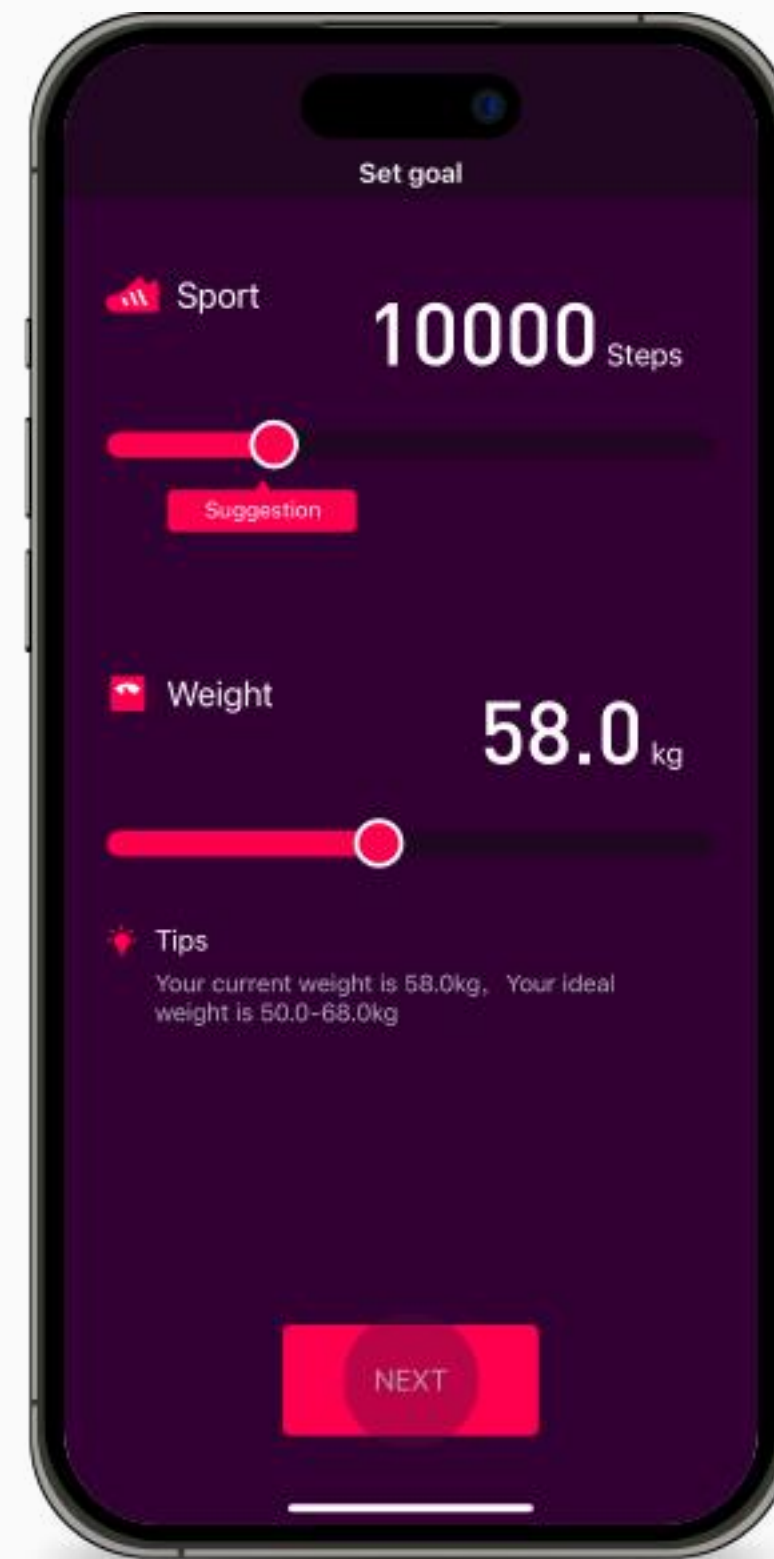 Set goal
Sport
10000 Steps
Suggestion
Weight
58.0 kg
Tips
Your current weight is 58.0kg, Your ideal
weight is 50.0-68.0kg
NEXT